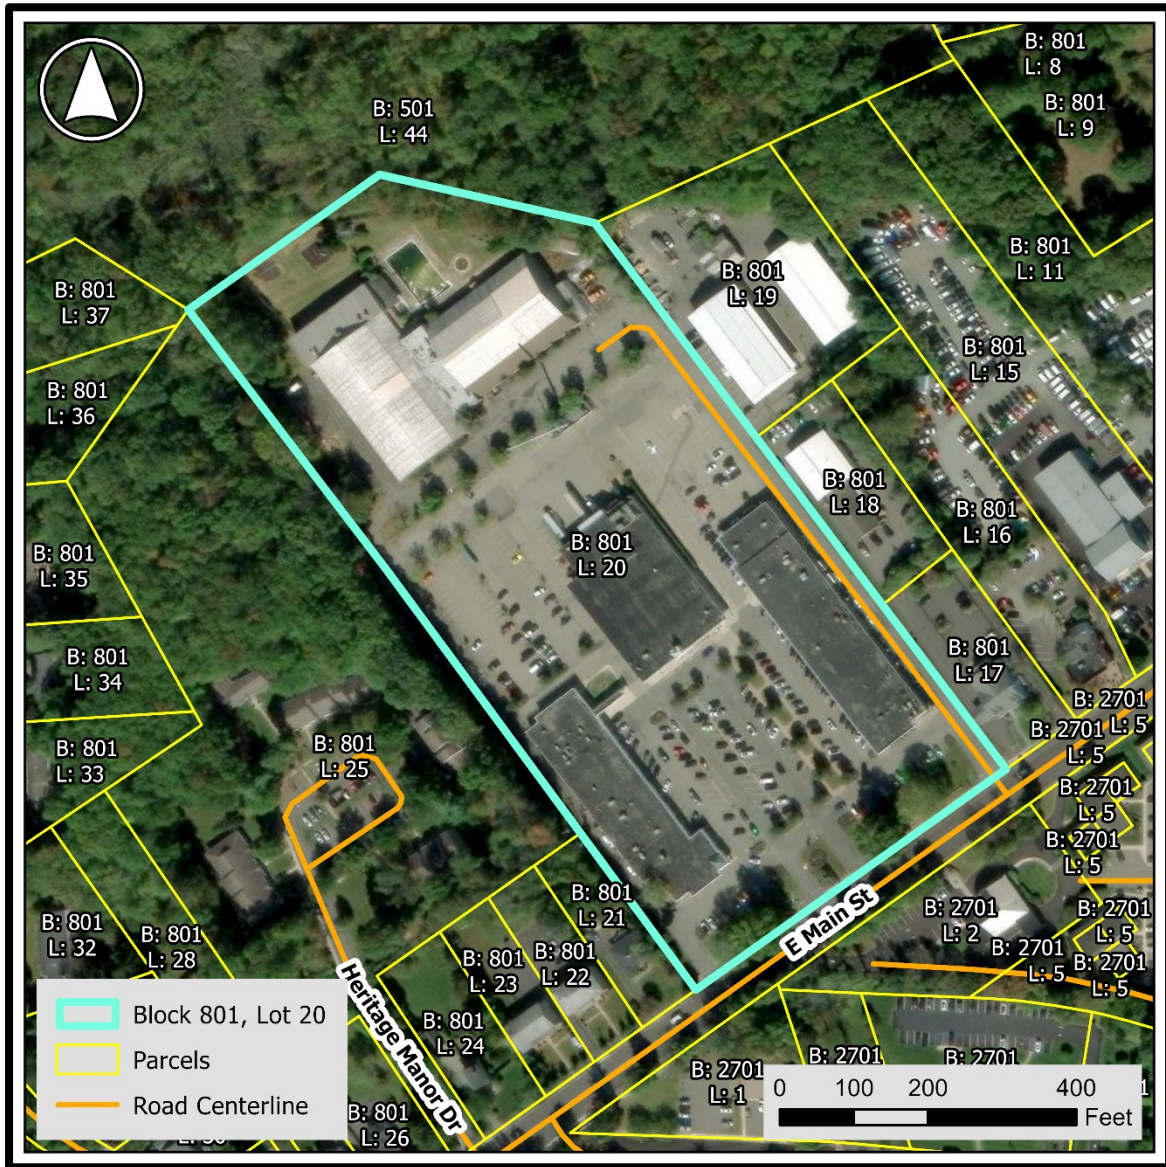 B: 801
L: 8
B: 801
L: 9
B: 501
L: 44
B: 801
L: 11
B: 801
L: 19
B: 801
L: 37
B: 801
L: 15
B: 801
L: 36
B: 801
L: 18
B: 801
L: 16
B: 801
L: 20
B: 801
L: 35
B: 801
L: 34
B: 801
L: 17
B: 2701
L: 5
B: 2701
L: 5
B: 801
L: 33
B: 801
L: 25
B: 2701
L: 5
B: 2701
L: 5
B: 801
L: 21
E Main St
B: 2701
L: 2
B: 2701
L: 5
B: 2701
L: 5
B: 2701
L: 5
B: 801
L: 32
B: 801
L: 28
B: 801
L: 23
B: 801
L: 22
Heritage Manor Dr
B: 801
L: 24
B: 2701
L: 1
B: 2701
B: 2701
B: 801
L: 26
Block 801, Lot 20
Parcels
Road Centerline
0 100 200 400
Feet